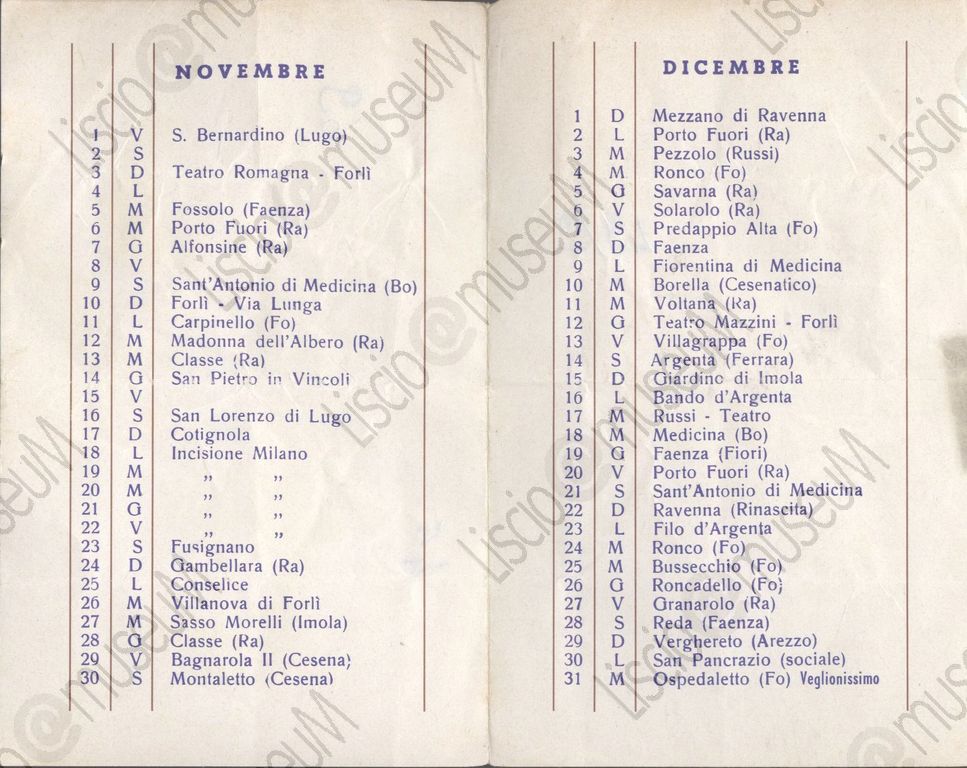 NOVEMBRE
1 V S. Bernardino (Lugo)
2 S
3 D Teatro Romagna - Forlì
4 L
5 M Fossolo (Faenza)
6 M Porto Fuori (Ra)
7 G Alfonsine (Ra)
8 V
9 S Sant'Antonio di Medicina (Bo)
10 D Forlì - Via Lunga
11 L Carpinello (Fo)
12 M Madonna dell'Albero (Ra)
13 M Classe (Ra)
14 G San Pietro in Vincoli
15 V
16 S San Lorenzo di Lugo
17 D Cotignola
18 L Incisione Milano
19 M ,, ,,
20 M ,, ,,
21 G ,, ,,
22 V ,, ,,
23 S Fusignano
24 D Gambellara (Ra)
25 L Conselice
26 M Villanova di Forlì
27 M Sasso Morelli (Imola)
28 G Classe (Ra)
29 V Bagnarola II (Cesena)
30 S Montaletto (Cesena)
DICEMBRE
1 D Mezzano di Ravenna
2 L Porto Fuori (Ra)
3 M Pezzolo (Russi)
4 M Ronco (Fo)
5 G Savarna (Ra)
6 V Solarolo (Ra)
7 S Predappio Alta (Fo)
8 D Faenza
9 L Fiorentina di Medicina
10 M Borella (Cesenatico)
11 M Voltana (Ra)
12 G Teatro Mazzini - Forlì
13 V Villagrappa (Fo)
14 S Argenta (Ferrara)
15 D Giardino di Imola
16 L Bando d'Argenta
17 M Russi - Teatro
18 M Medicina (Bo)
19 G Faenza (Fiori)
20 V Porto Fuori (Ra)
21 S Sant'Antonio di Medicina
22 D Ravenna (Rinascita)
23 L Filo d'Argenta
24 M Ronco (Fo)
25 M Bussecchio (Fo)
26 G Roncadello (Fo)
27 V Granarolo (Ra)
28 S Reda (Faenza)
29 D Verghereto (Arezzo)
30 L San Pancrazio (sociale)
31 M Ospedaletto (Fo) Veglionissimo
Liscio@museuM
Liscio@museuM
Liscio@museuM
Liscio@museuM
Liscio@museuM